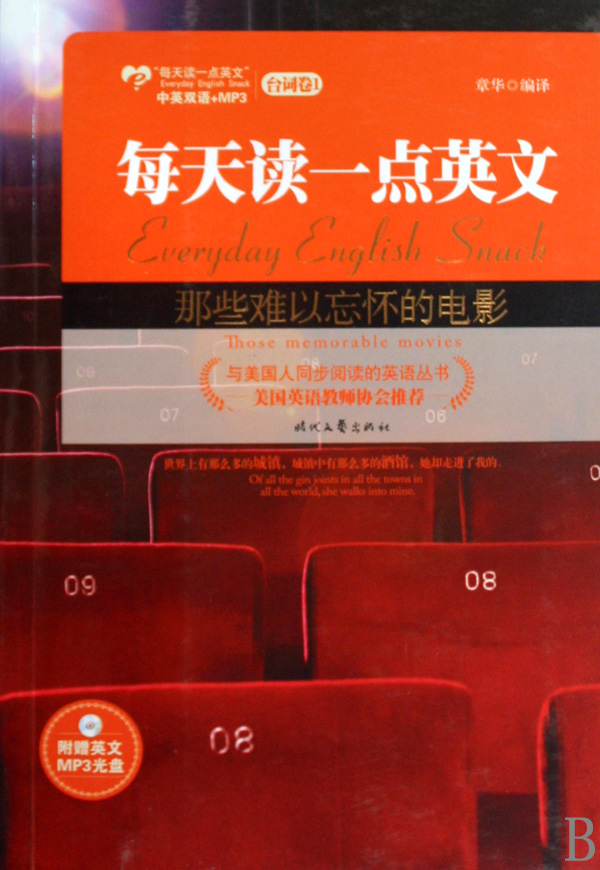 “每天读一点英文”
Everyday English Snack
中英双语+MP3
台词卷1
章华◎编译
每天读一点英文
Everyday English Snack
那些难以忘怀的电影
Those memorable movies
与美国人同步阅读的英语丛书
美国英语教师协会推荐
时代文艺出版社
世界上有那么多的城镇，城镇中有那么多的酒馆，她却走进了我的。
Of all the gin joints in all the towns in
all the world, she walks into mine.
09
08
07
07
06
09
08
08
附赠英文
MP3光盘
B